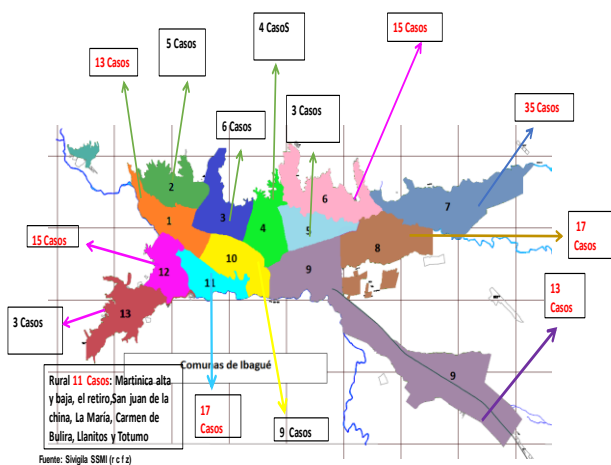 4 CasoS
15 Casos
5 Casos
13 Casos
3 Casos
35 Casos
6 Casos
2
3
6
7
1
4
5
17
Casos
8
15 Casos
10
12
9
11
13
Casos
13
3 Casos
Comunas de Ibagué
9
Rural 11 Casos: Martinica alta
y baja, el retiro,San juan de la
china, La María, Carmen de
Bulira, Llanitos y Totumo
17
Casos
9 Casos
Fuente: Sivigila SSMI (r c f z)